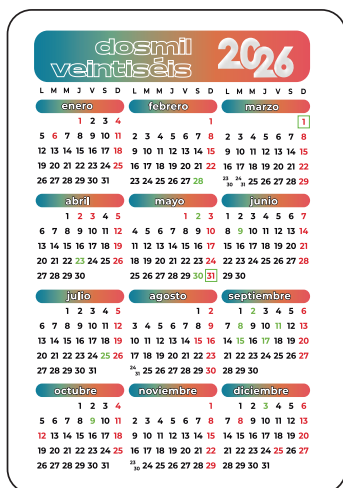 dosmil
veintiséis
2026
L M M J V S D L M M J V S D L M M J V S D
enero febrero marzo
1 2 3 4 1 1
5 6 7 8 9 10 11 2 3 4 5 6 7 8 2 3 4 5 6 7 8
12 13 14 15 16 17 18 9 10 11 12 13 14 15 9 10 11 12 13 14 15
19 20 21 22 23 24 25 16 17 18 19 20 21 22 16 17 18 19 20 21 22
26 27 28 29 30 31 23 24 25 26 27 28 23 30 24 31 25 26 27 28 29
abril mayo junio
1 2 3 4 5 1 2 3 1 2 3 4 5 6 7
6 7 8 9 10 11 12 4 5 6 7 8 9 10 8 9 10 11 12 13 14
13 14 15 16 17 18 19 11 12 13 14 15 16 17 15 16 17 18 19 20 21
20 21 22 23 24 25 26 18 19 20 21 22 23 24 22 23 24 25 26 27 28
27 28 29 30 25 26 27 28 29 30 31 29 30
julio agosto septiembre
1 2 3 4 5 1 2 1 2 3 4 5 6
6 7 8 9 10 11 12 3 4 5 6 7 8 9 7 8 9 10 11 12 13
13 14 15 16 17 18 19 10 11 12 13 14 15 16 14 15 16 17 18 19 20
20 21 22 23 24 25 26 17 18 19 20 21 22 23 21 22 23 24 25 26 27
27 28 29 30 31 24 31 25 26 27 28 29 30 28 29 30
octubre noviembre diciembre
1 2 3 4 1 1 2 3 4 5 6
5 6 7 8 9 10 11 2 3 4 5 6 7 8 7 8 9 10 11 12 13
12 13 14 15 16 17 18 9 10 11 12 13 14 15 14 15 16 17 18 19 20
19 20 21 22 23 24 25 16 17 18 19 20 21 22 21 22 23 24 25 26 27
26 27 28 29 30 31 23 30 24 25 26 27 28 29 28 29 30 31